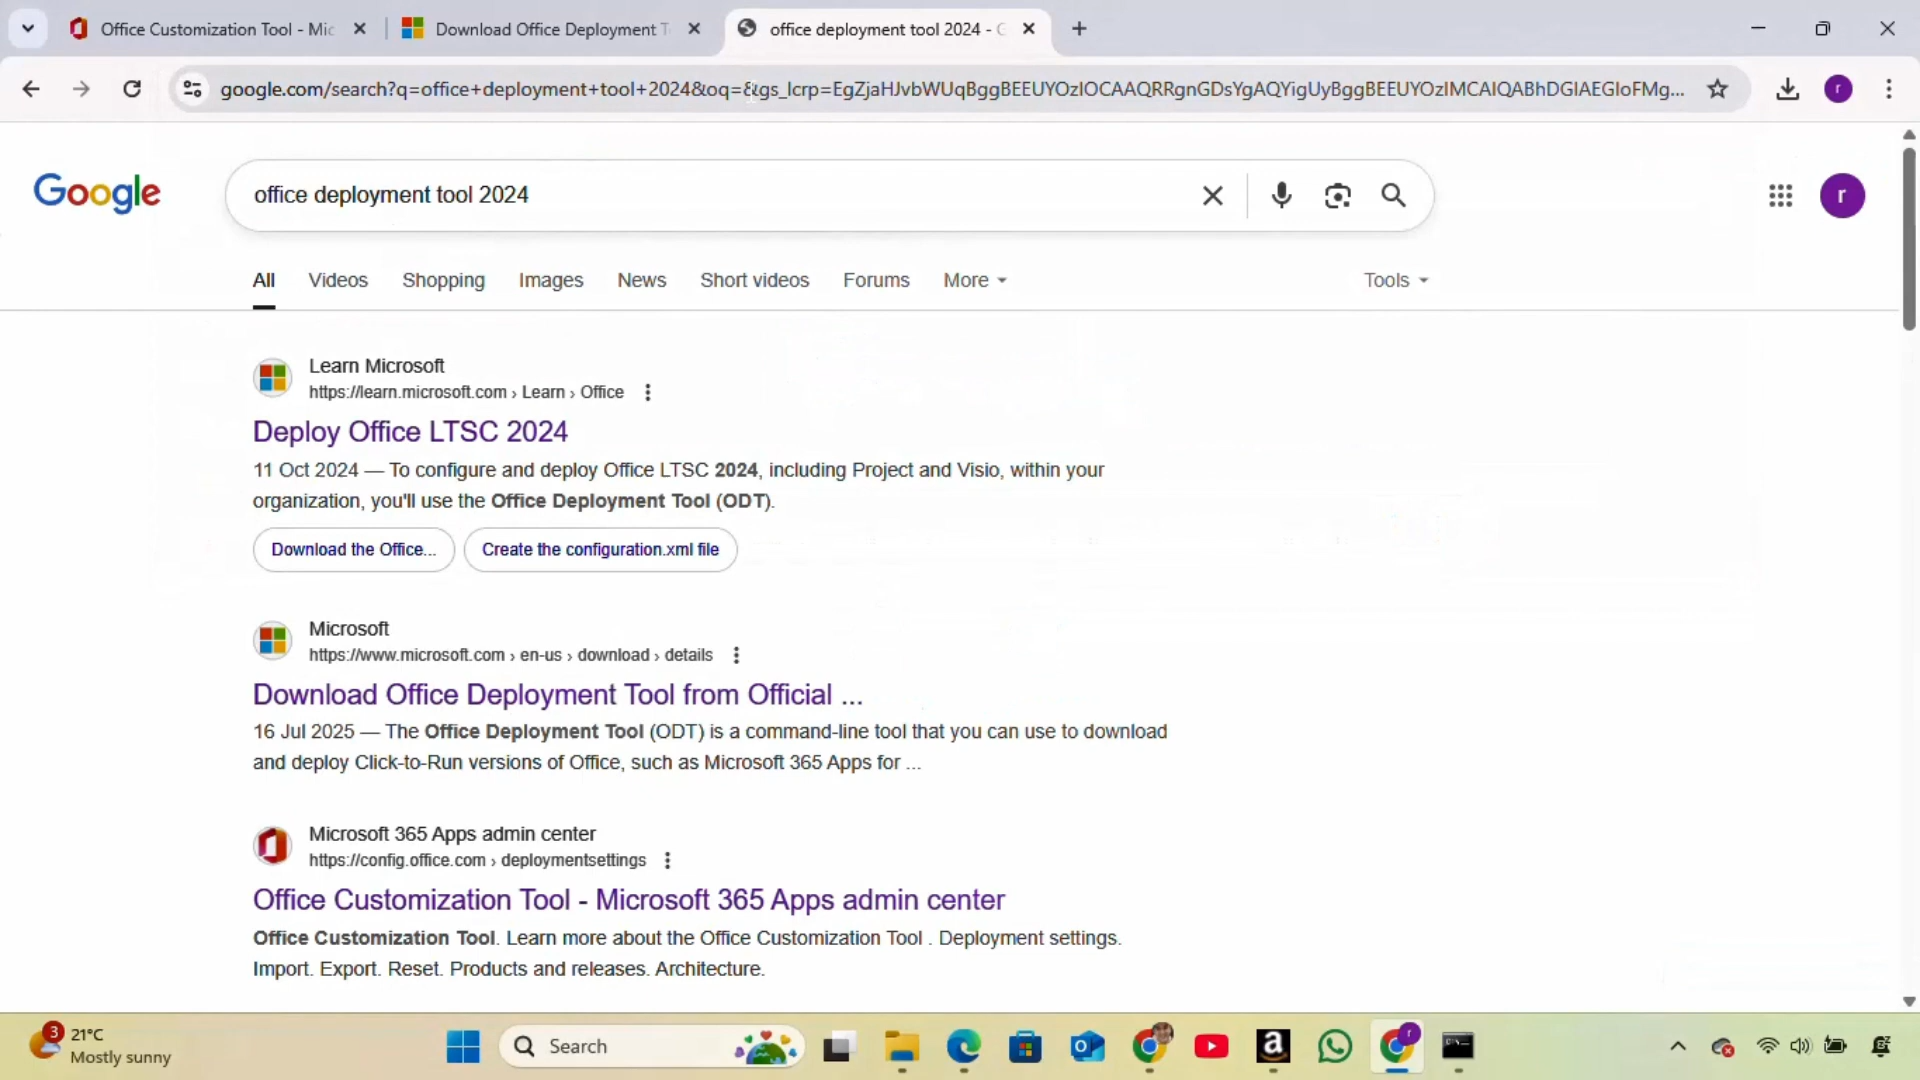 Office Customization Tool - Mic
Download Office Deployment T
office deployment tool 2024 - G
google.com/search?q=office+deployment+tool+2024&oq=&gs_lcrp=EgZjaHJvbWUqBggBEEUYOzIOCAAQRRgnGDsYgAQYigUyBggBEEUYOzIMCAIQABhDGIAEGIoFMg...
r
Google
office deployment tool 2024
r
All
Videos
Shopping
Images
News
Short videos
Forums
More
Tools
Learn Microsoft
https://learn.microsoft.com › Learn › Office
Deploy Office LTSC 2024
11 Oct 2024 — To configure and deploy Office LTSC 2024, including Project and Visio, within your
organization, you'll use the Office Deployment Tool (ODT).
Download the Office...
Create the configuration.xml file
Microsoft
https://www.microsoft.com › en-us › download › details
Download Office Deployment Tool from Official ...
16 Jul 2025 — The Office Deployment Tool (ODT) is a command-line tool that you can use to download
and deploy Click-to-Run versions of Office, such as Microsoft 365 Apps for ...
Microsoft 365 Apps admin center
https://config.office.com › deploymentsettings
Office Customization Tool - Microsoft 365 Apps admin center
Office Customization Tool. Learn more about the Office Customization Tool . Deployment settings.
Import. Export. Reset. Products and releases. Architecture.
3
21°C
Mostly sunny
Search
a
r